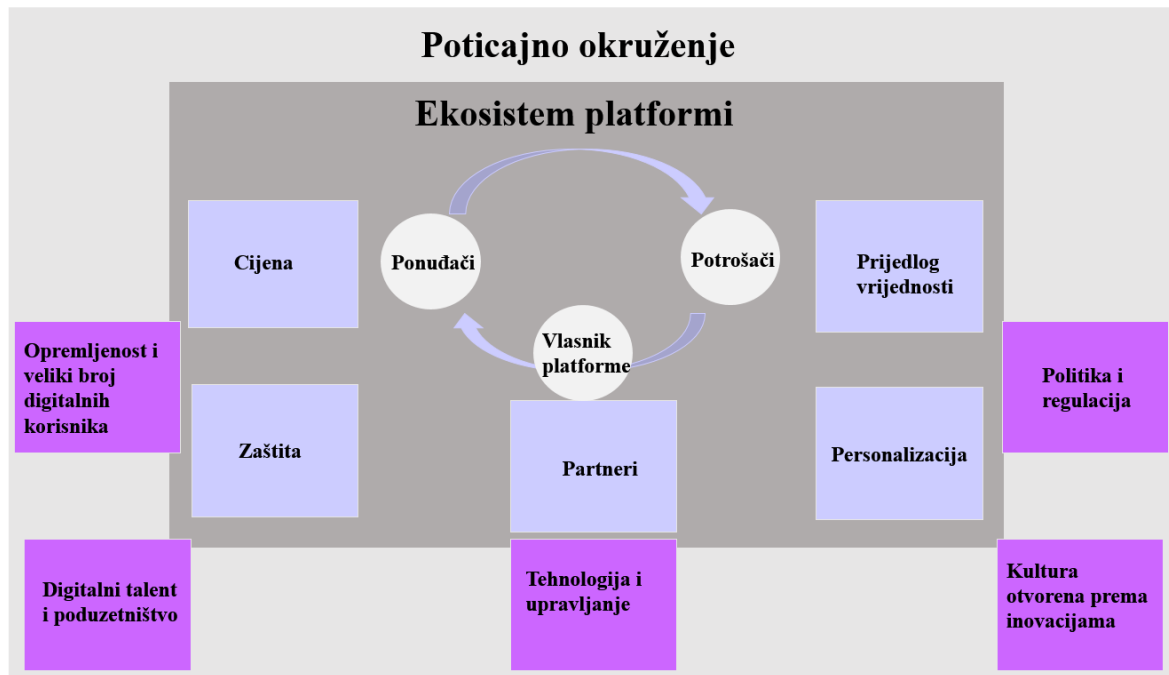 Poticajno okruženje
Ekosistem platformi
Cijena
Ponuđači
Potrošači
Prijedlog
vrijednosti
Opremljenost i
veliki broj
digitalnih
korisnika
Vlasnik
platforme
Politika i
regulacija
Zaštita
Partneri
Personalizacija
Digitalni talent
i poduzetništvo
Tehnologija i
upravljanje
Kultura
otvorena prema
inovacijama